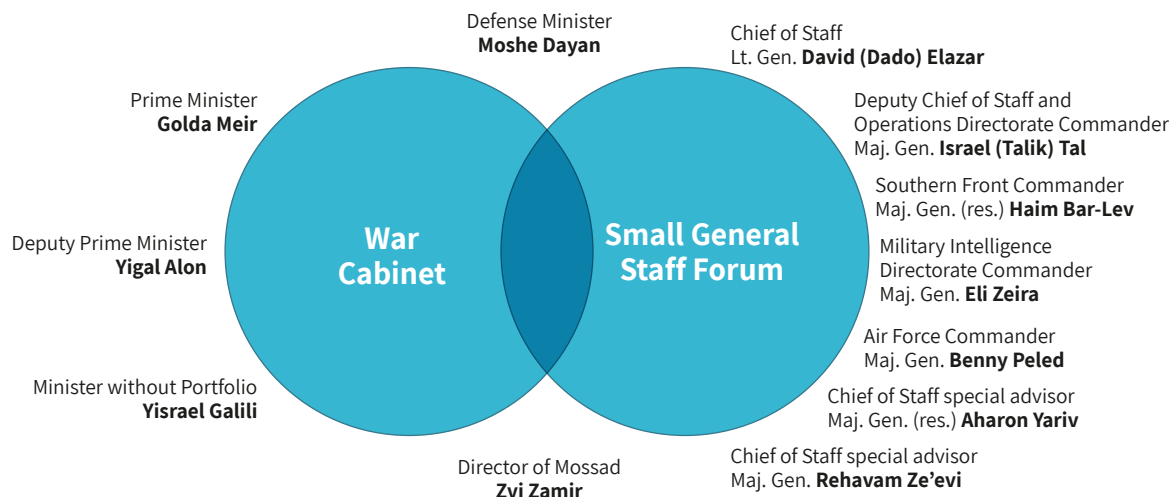 Defense Minister
Moshe Dayan
Chief of Staff
Lt. Gen. David (Dado) Elazar
Prime Minister
Golda Meir
Deputy Chief of Staff and
Operations Directorate Commander
Maj. Gen. Israel (Talik) Tal
Southern Front Commander
Maj. Gen. (res.) Haim Bar-Lev
Deputy Prime Minister
Yigal Alon
War
Cabinet
Small General
Staff Forum
Military Intelligence
Directorate Commander
Maj. Gen. Eli Zeira
Air Force Commander
Maj. Gen. Benny Peled
Minister without Portfolio
Yisrael Galili
Chief of Staff special advisor
Maj. Gen. (res.) Aharon Yariv
Director of Mossad
Zvi Zamir
Chief of Staff special advisor
Maj. Gen. Rehavam Ze’evi